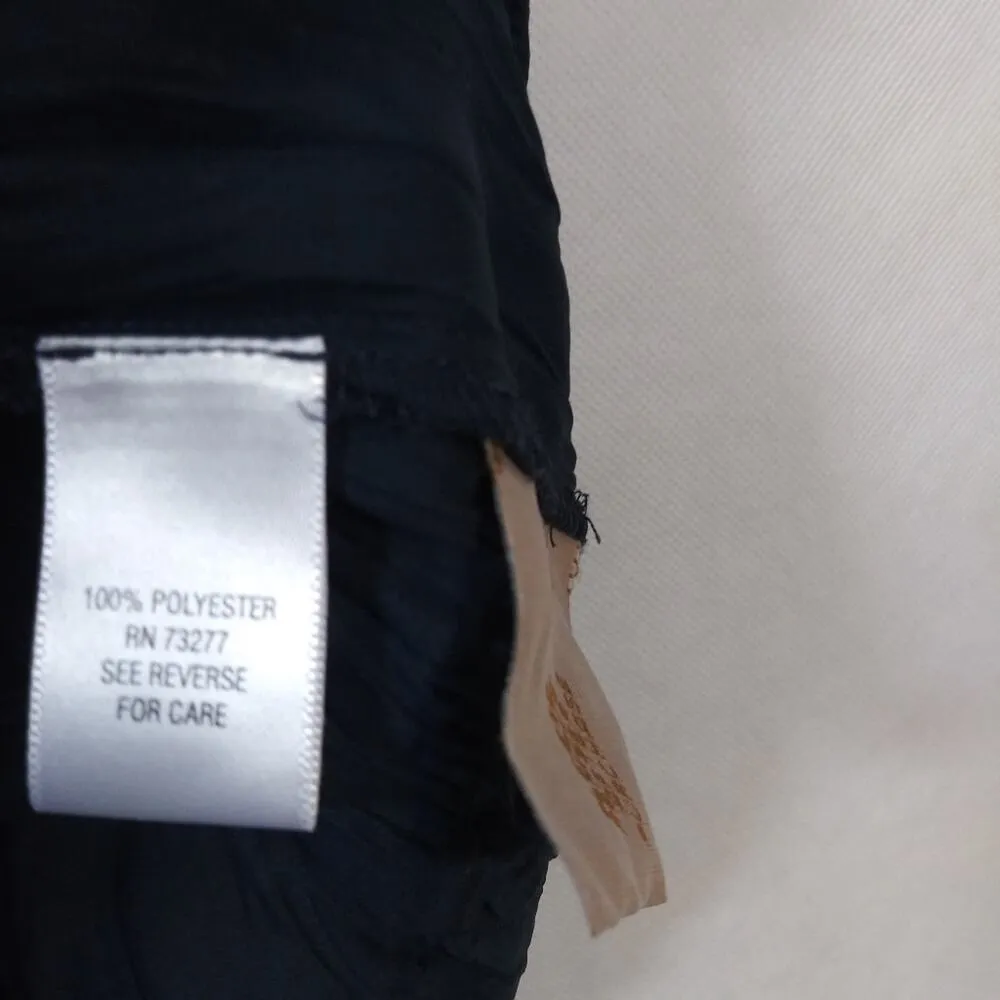 100% POLYESTER
RN 73277
SEE REVERSE
FOR CARE